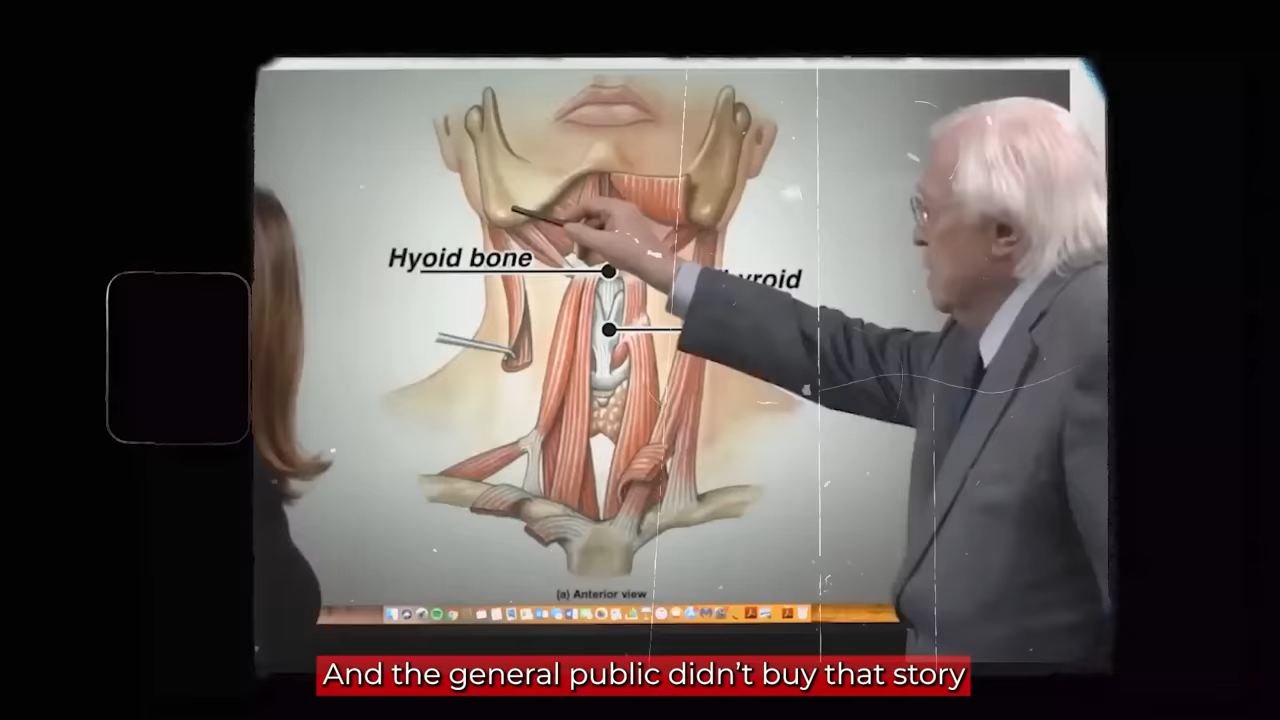 Hyoid bone
(a) Anterior view
And the general public didn't buy that story